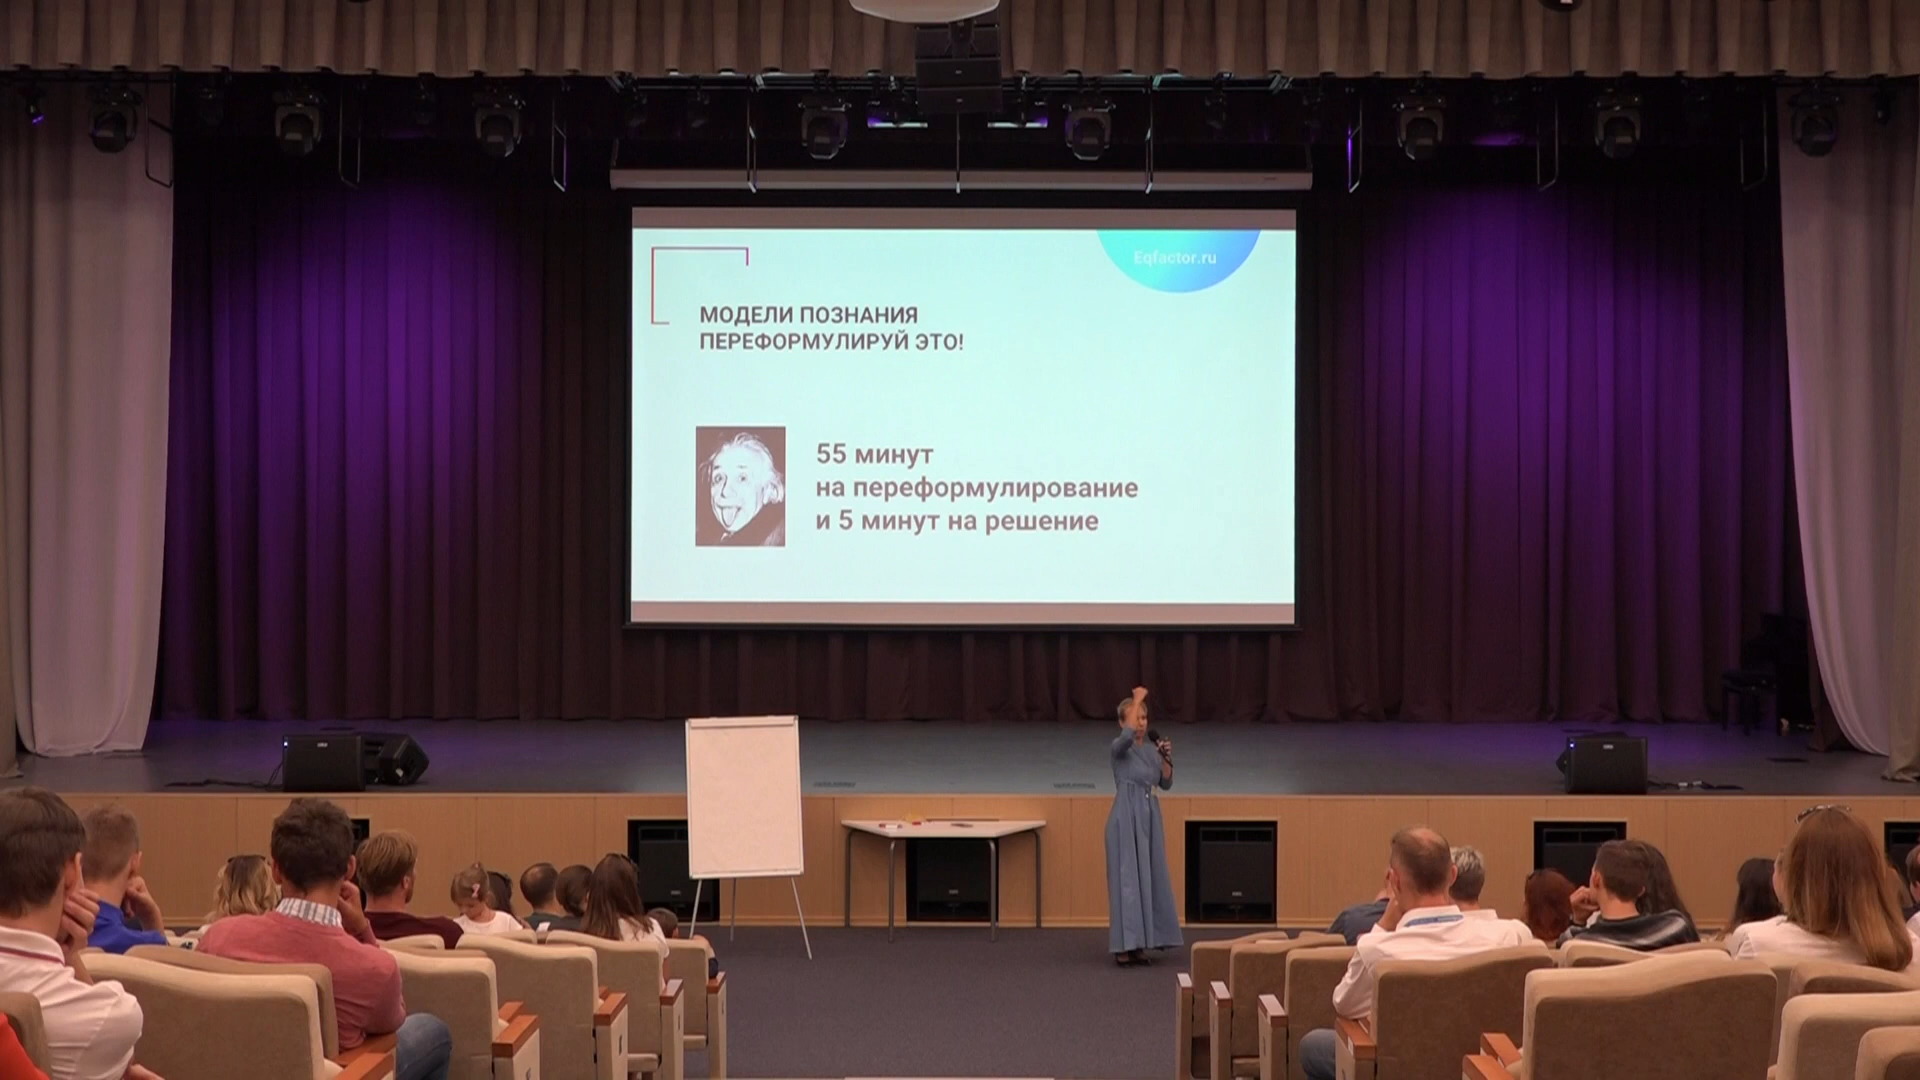 Eqfactor.ru
МОДЕЛИ ПОЗНАНИЯ
ПЕРЕФОРМУЛИРУЙ ЭТО!
55 минут
на переформулирование
и 5 минут на решение